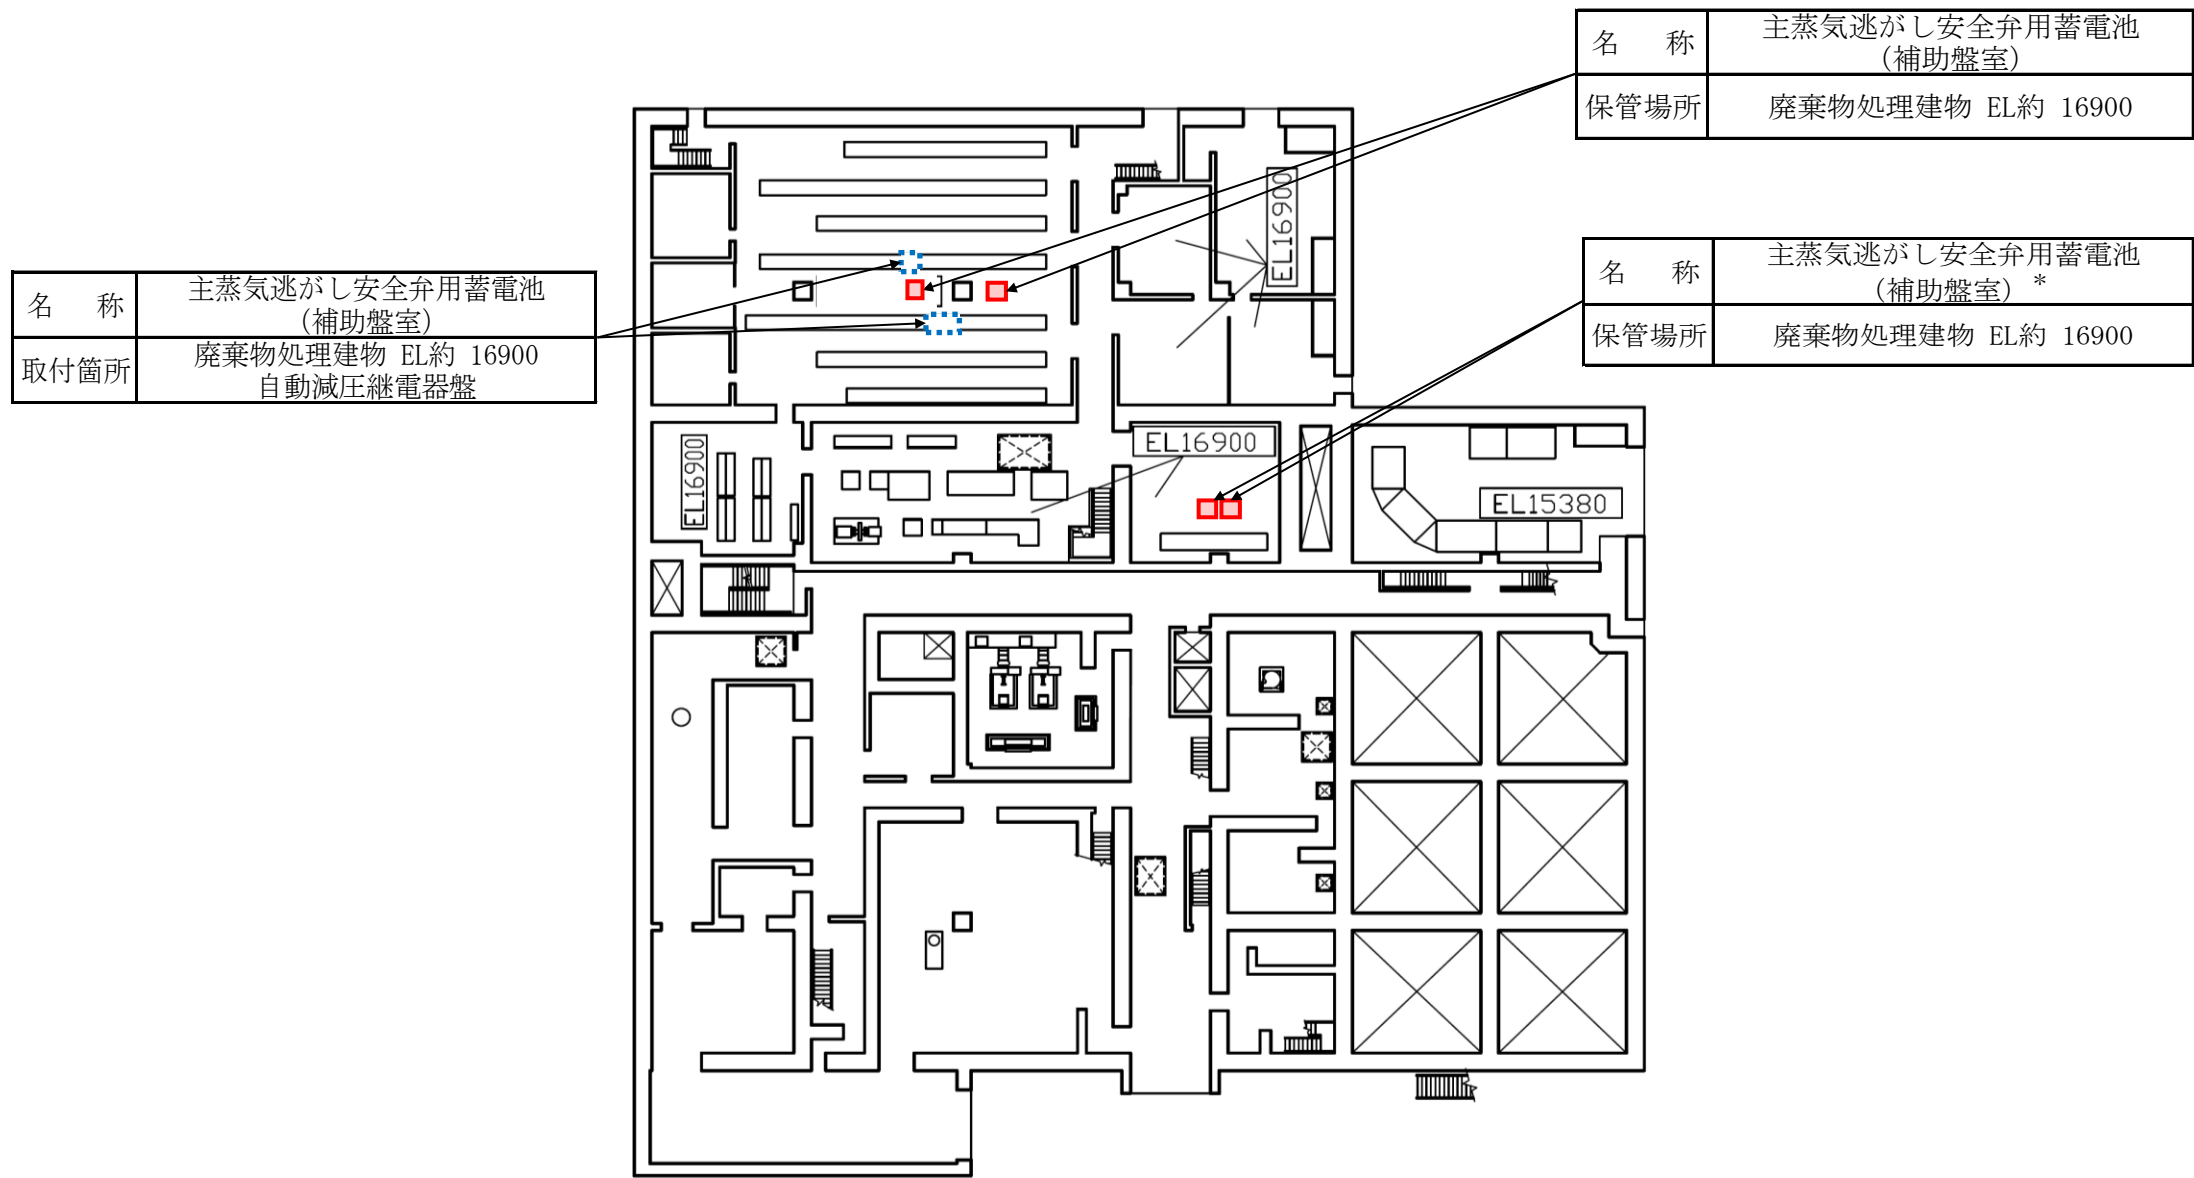 名 称 主蒸気逃がし安全弁用蓄電池
(補助盤室)
保管場所 廃棄物処理建物 EL約 16900
名 称 主蒸気逃がし安全弁用蓄電池
(補助盤室) *
保管場所 廃棄物処理建物 EL約 16900
名 称 主蒸気逃がし安全弁用蓄電池
(補助盤室)
取付箇所 廃棄物処理建物 EL約 16900
自動減圧継電器盤
EL16900
EL16900
EL16900
EL15380